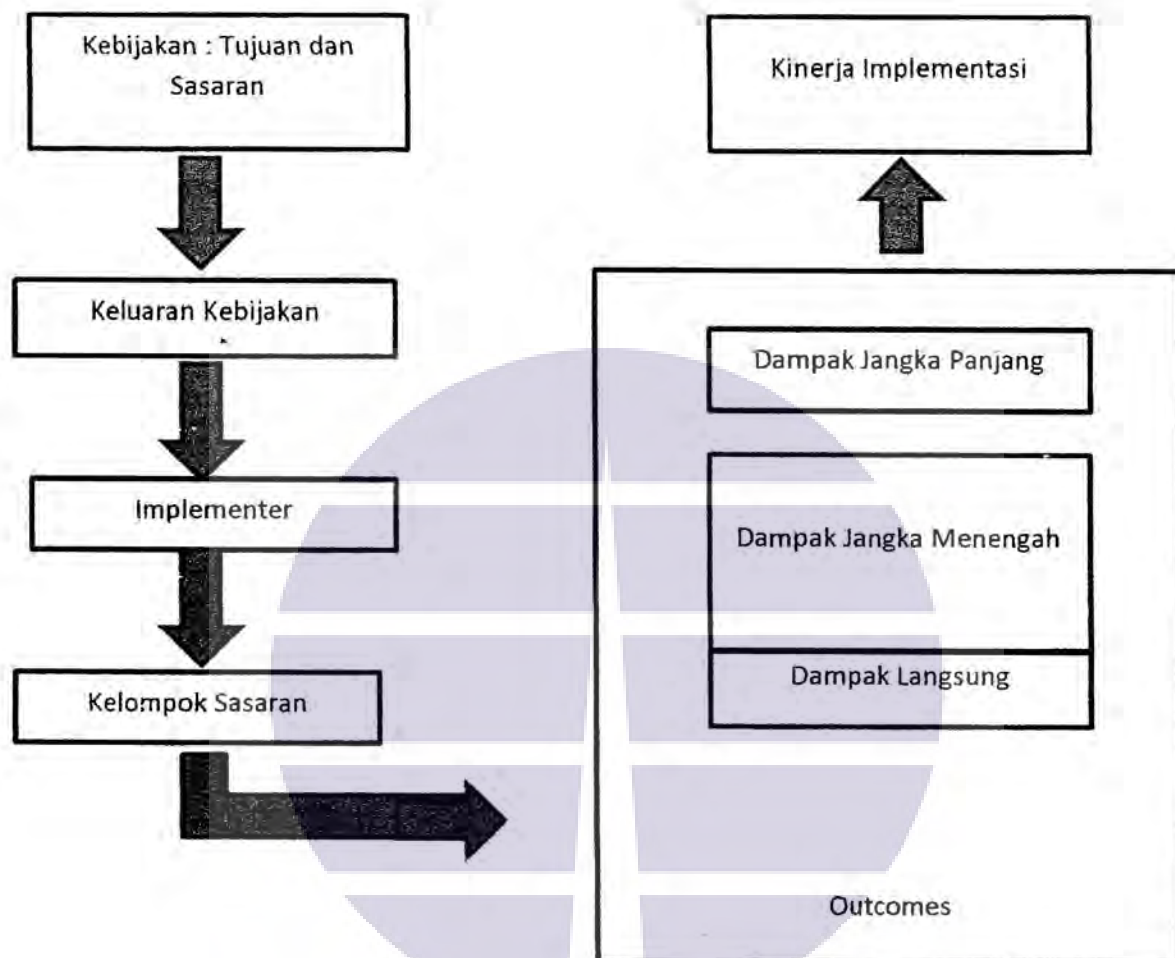 Kebijakan : Tujuan dan
Sasaran
Keluaran Kebijakan
Implementer
Kelompok Sasaran
Kinerja Implementasi
Dampak Jangka Panjang
Dampak Jangka Menengah
Dampak Langsung
Outcomes